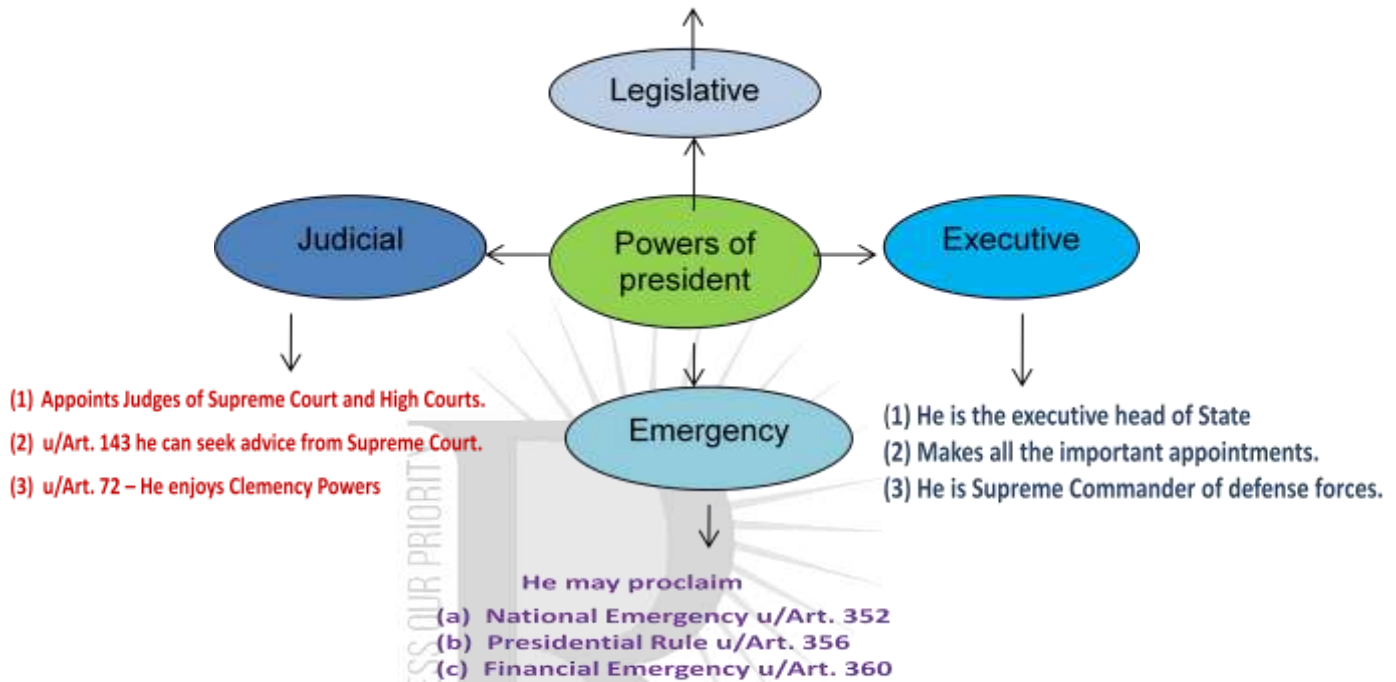 Legislative
Judicial
Powers of
president
Executive
(1) Appoints Judges of Supreme Court and High Courts.
(2) u/Art. 143 he can seek advice from Supreme Court.
(3) u/Art. 72 – He enjoys Clemency Powers
Emergency
(1) He is the executive head of State
(2) Makes all the important appointments.
(3) He is Supreme Commander of defense forces.
He may proclaim
(a) National Emergency u/Art. 352
(b) Presidential Rule u/Art. 356
(c) Financial Emergency u/Art. 360
OUR PRIORITY